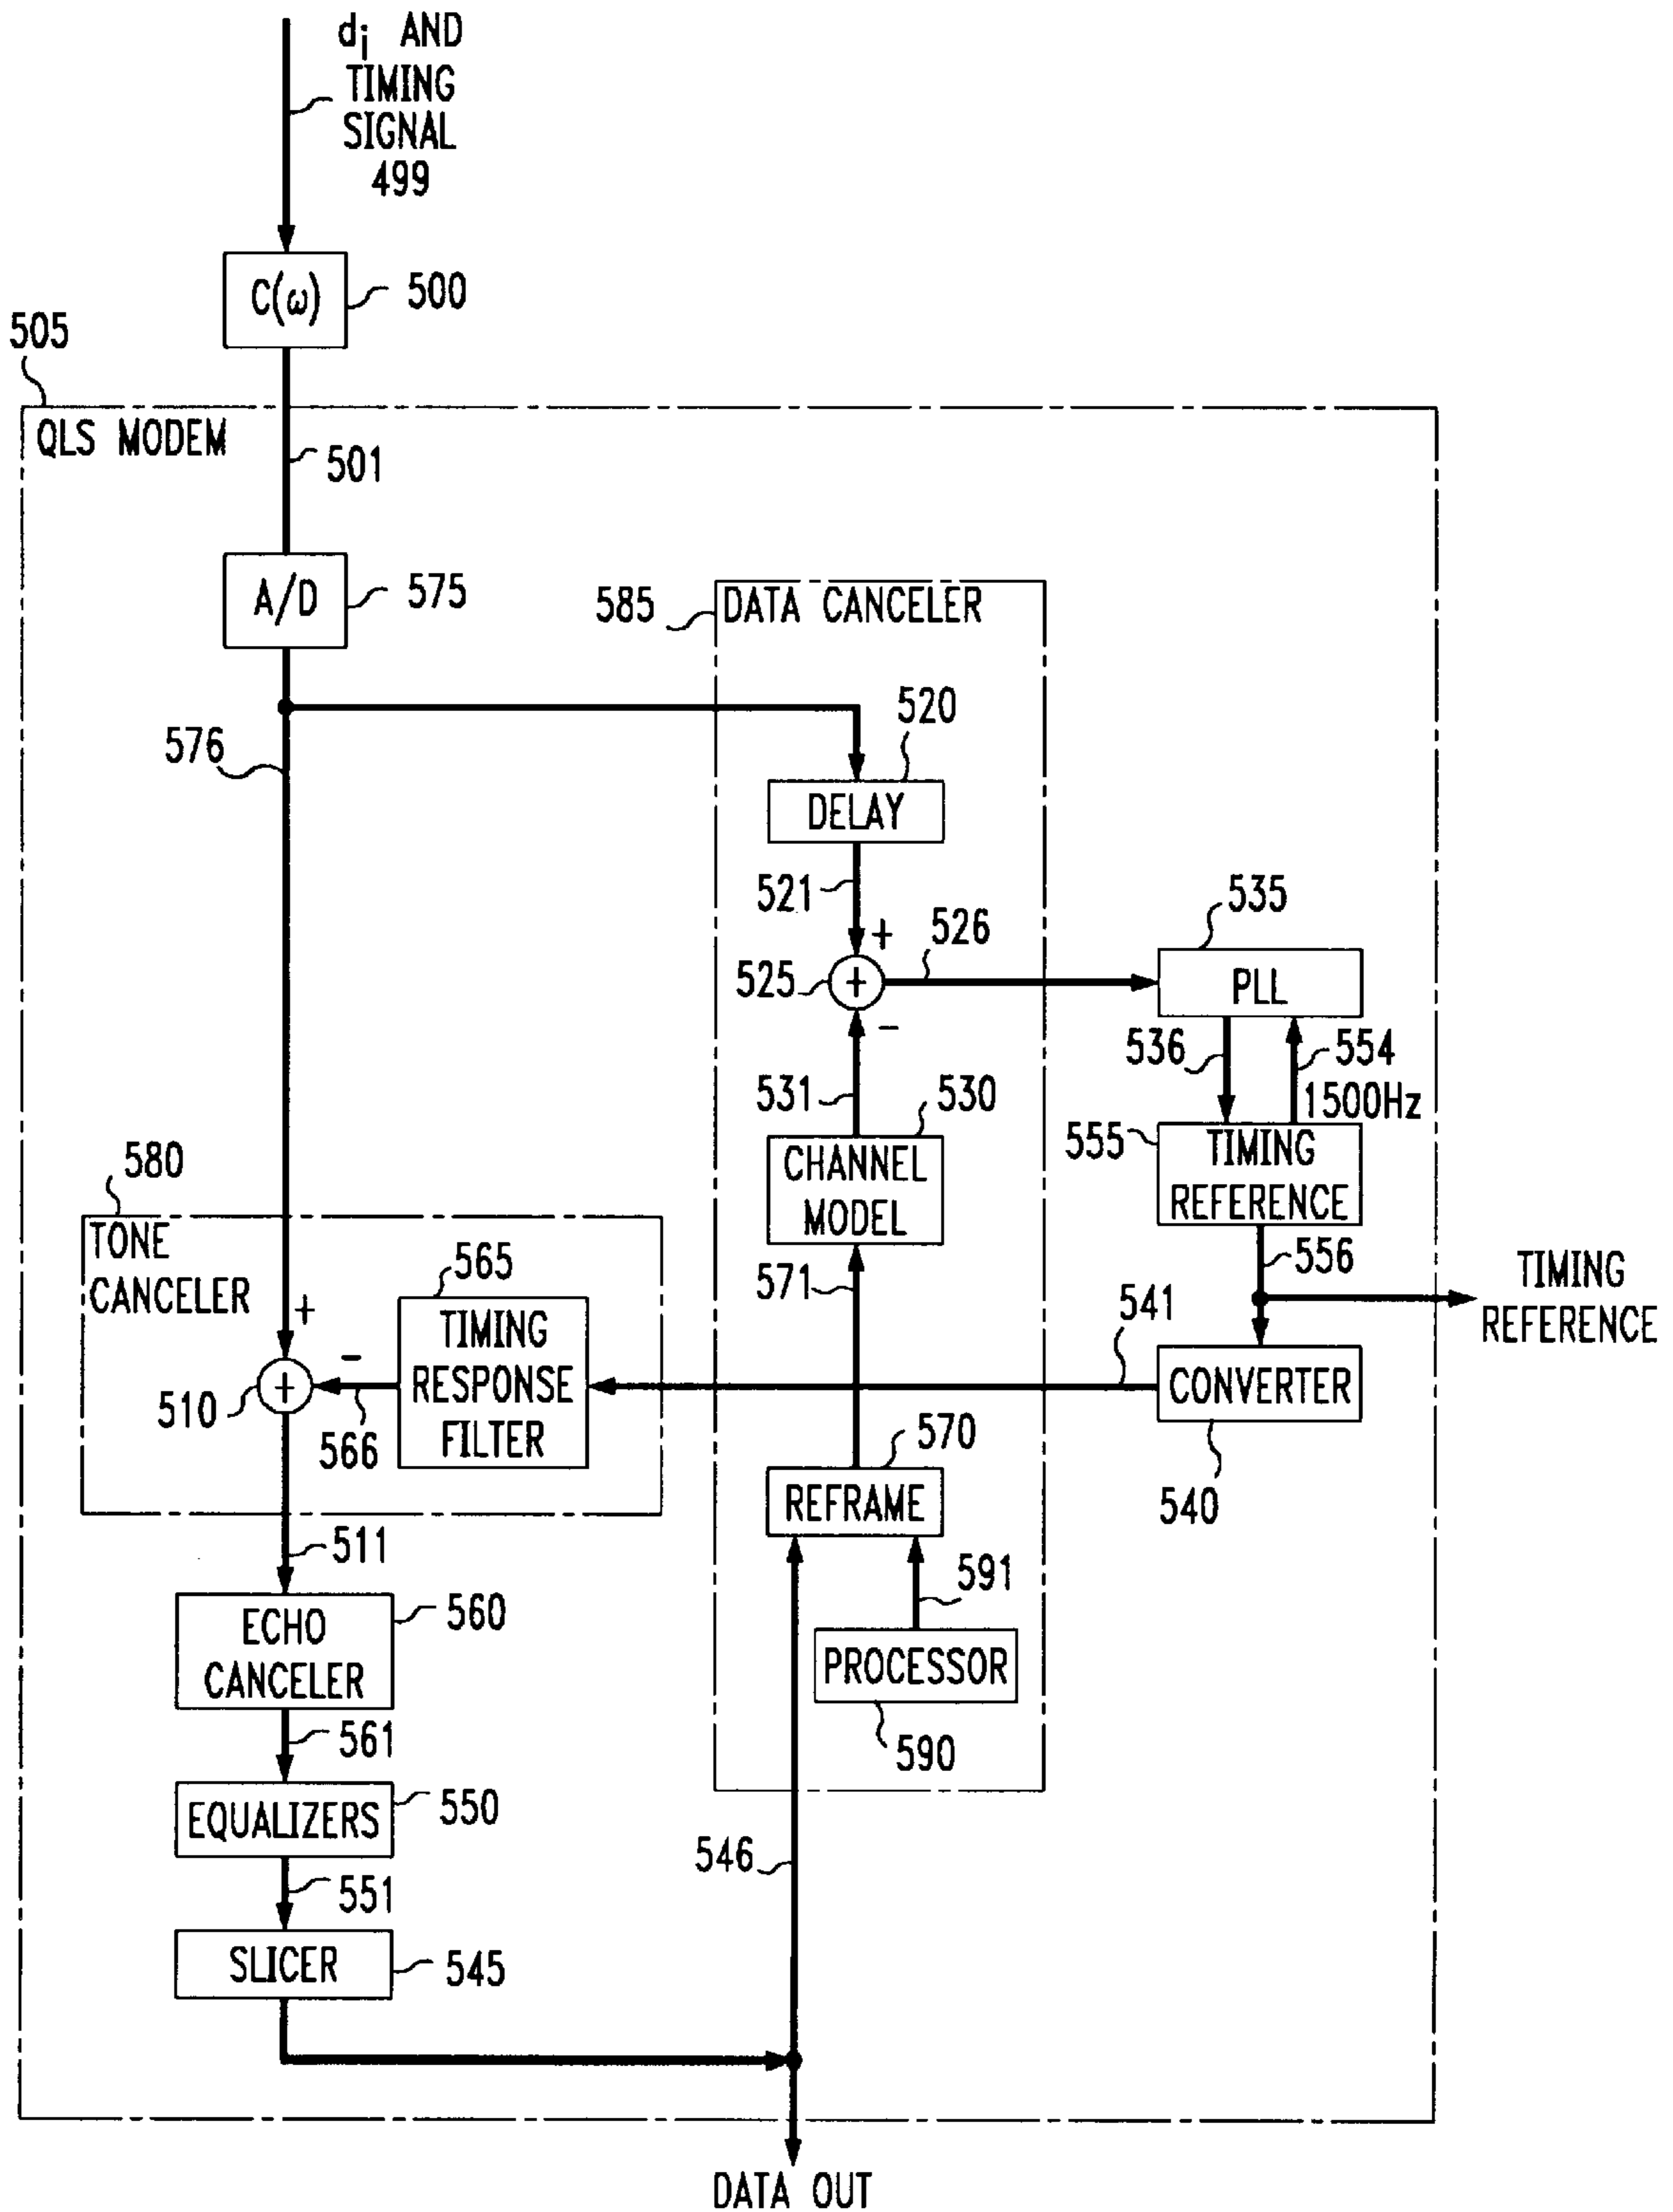 di AND
TIMING
SIGNAL
499
C(ω)
500
505
QLS MODEM
501
A/D
575
585
DATA CANCELER
520
576
DELAY
521
+
526
535
525
+
PLL
-
536
554
1500Hz
531
530
555
TIMING
REFERENCE
CHANNEL
MODEL
580
TONE
CANCELER
565
571
556
TIMING
REFERENCE
+
TIMING
RESPONSE
FILTER
541
-
CONVERTER
510
+
566
570
540
REFRAME
511
591
ECHO
CANCELER
560
PROCESSOR
561
590
EQUALIZERS
550
546
551
SLICER
545
DATA OUT